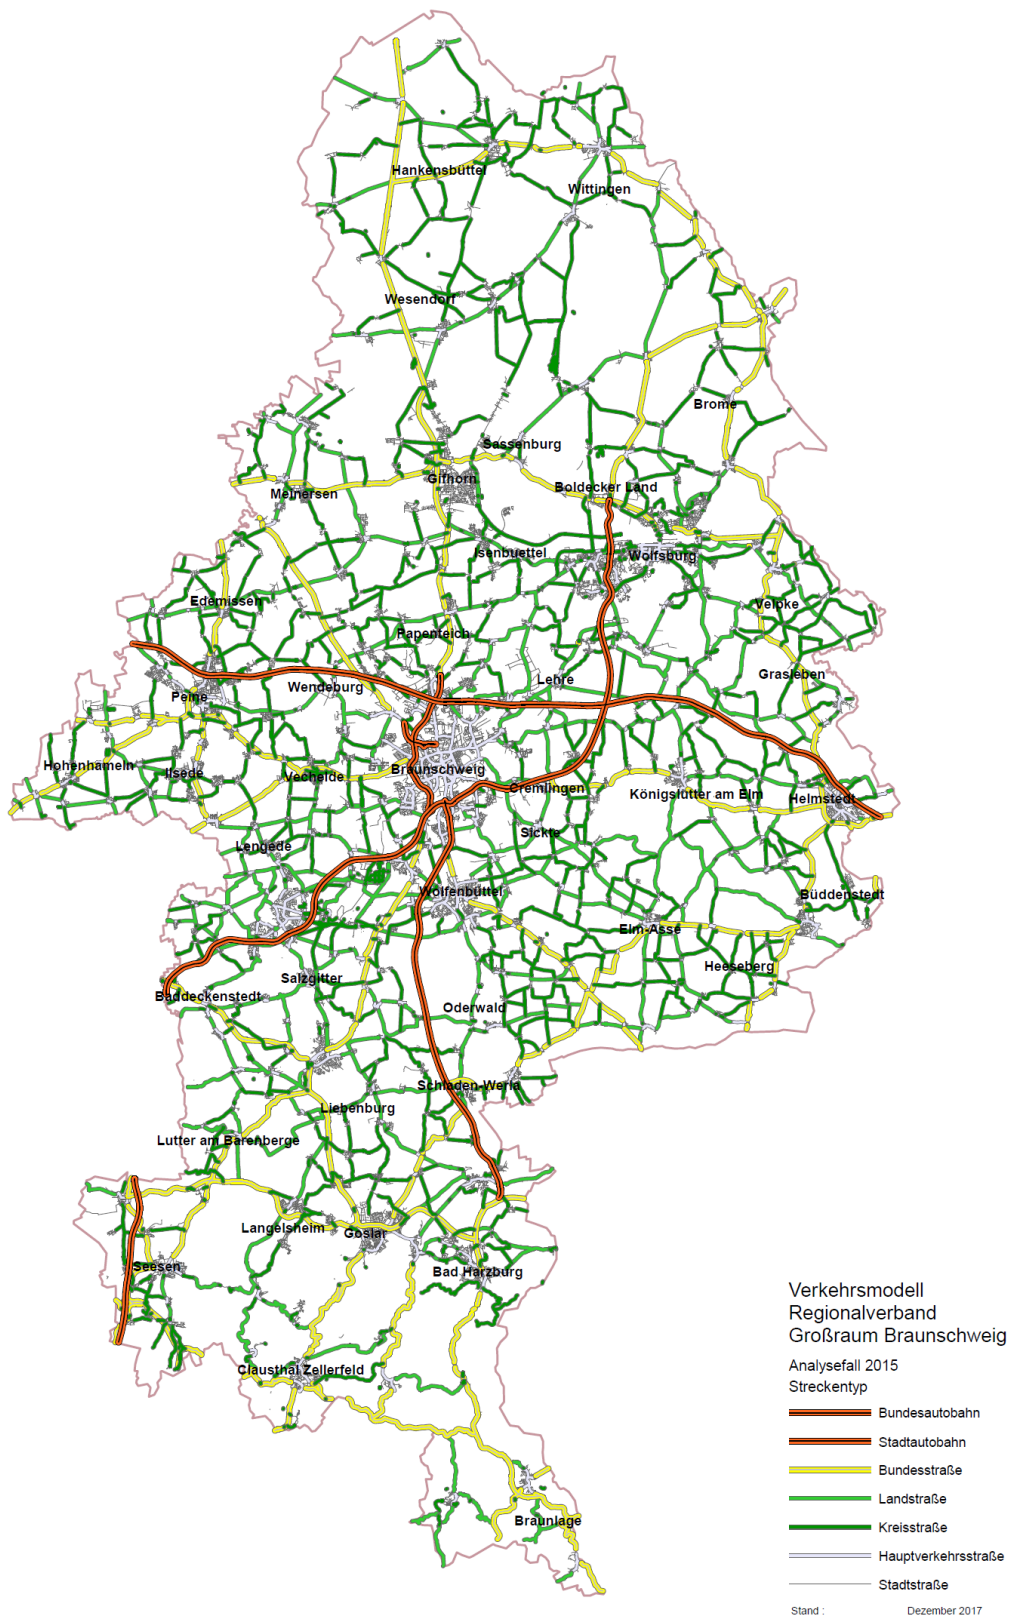 Hankensbüttel
Wittingen
Wesendorf
Brome
Sassenburg
Gifhorn
Boldecker Land
Meinersen
Isenbuettel
Wolfsburg
Edemissen
Velpke
Papenteich
Grasleben
Lehre
Wendeburg
Peine
Hohenhameln
Ilsede
Vechelde
Braunschweig
Cremlingen
Königslutter am Elm
Helmstedt
Sickte
Lengede
Wolfenbüttel
Büddenstedt
Elm-Asse
Heeseberg
Salzgitter
Baddeckenstedt
Oderwald
Schladen-Werla
Liebenburg
Lutter am Barenberge
Langelsheim
Goslar
Seesen
Bad Harzburg
Clausthal Zellerfeld
Braunlage
Verkehrsmodell
Regionalverband
Großraum Braunschweig
Analysefall 2015
Streckentyp
Bundesautobahn
Stadtautobahn
Bundesstraße
Landstraße
Kreisstraße
Hauptverkehrsstraße
Stadtstraße
Stand : Dezember 2017